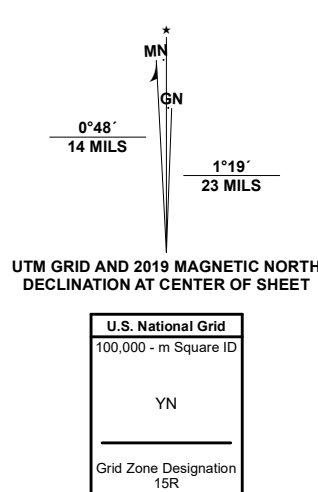 MN
GN
0°48´
14 MILS
1°19´
23 MILS
UTM GRID AND 2019 MAGNETIC NORTH
DECLINATION AT CENTER OF SHEET
U.S. National Grid
100,000 - m Square ID
YN
Grid Zone Designation
15R